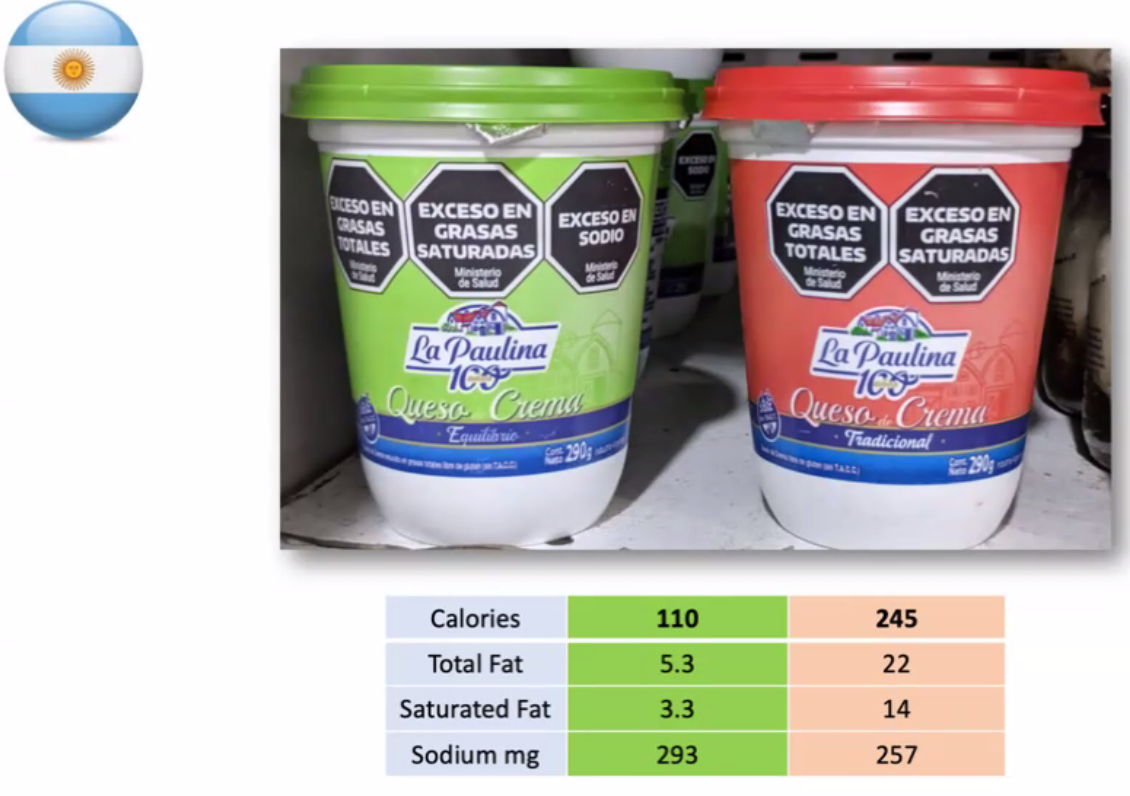 EXCESO EN
GRASAS
TOTALES
Ministerio
de Salud
EXCESO EN
GRASAS
SATURADAS
Ministerio
de Salud
EXCESO EN
SODIO
Ministerio
de Salud
EXCESO EN
SODIO
EXCESO EN
GRASAS
TOTALES
Ministerio
de Salud
EXCESO EN
GRASAS
SATURADAS
Ministerio
de Salud
La Paulina
100
Queso Crema
Equilibrio
Cont.
Neto 290g
La Paulina
100
Queso de Crema
Tradicional
Cont.
Neto 290g
Calories 110 245
Total Fat 5.3 22
Saturated Fat 3.3 14
Sodium mg 293 257